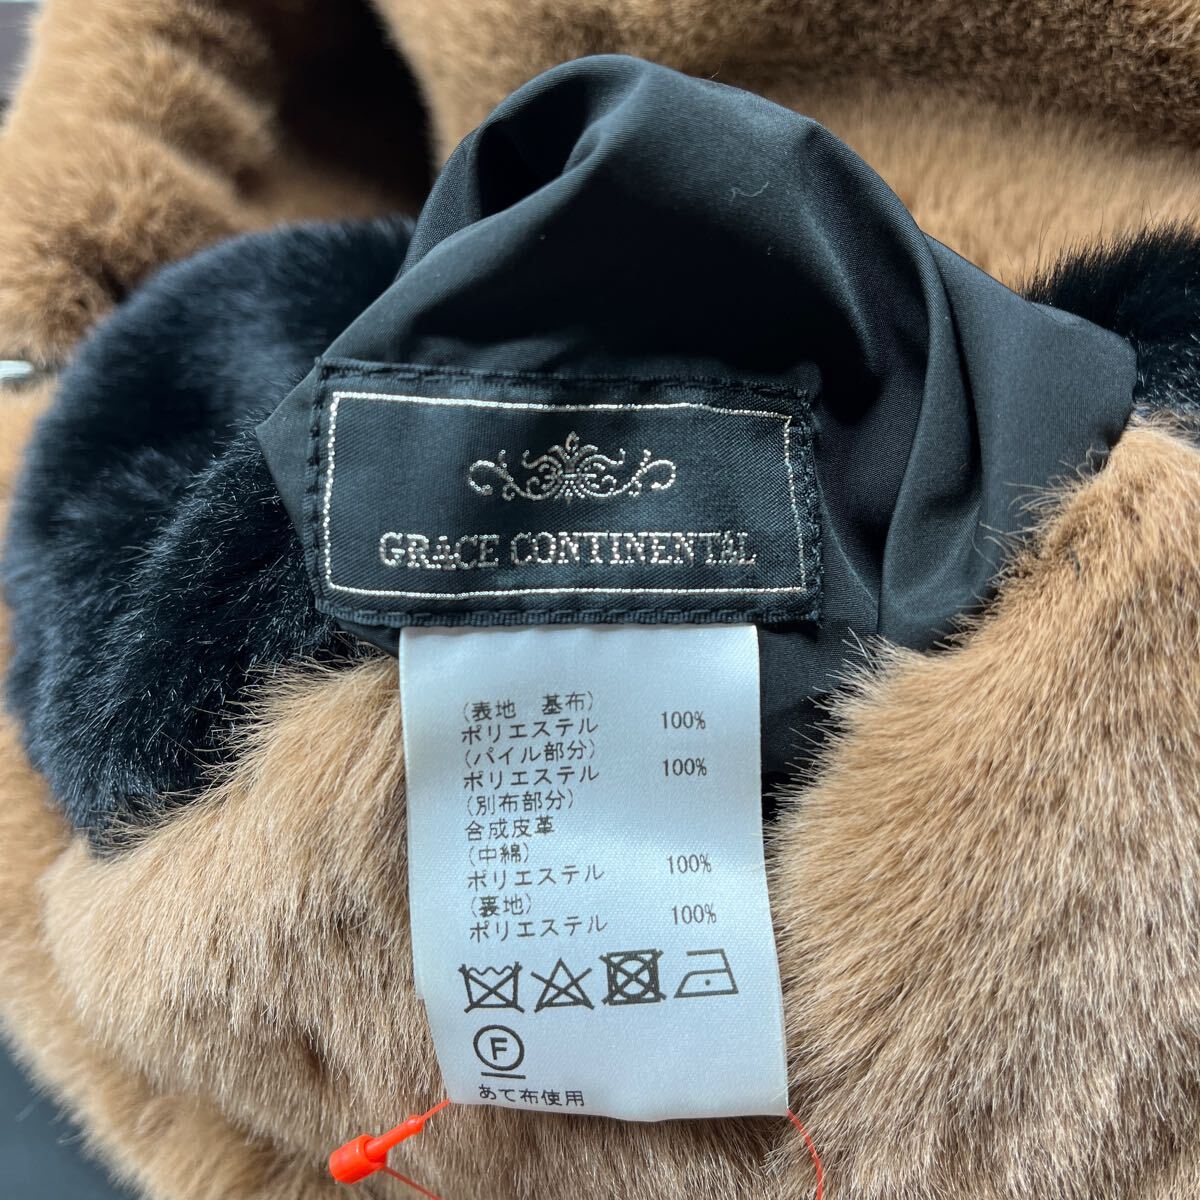 GRACE CONTINENTAL
(表地 基布)
ポリエステル 100%
(パイル部分)
ポリエステル 100%
(別布部分)
合成皮革
(中綿)
ポリエステル 100%
(裏地)
ポリエステル 100%
F
あて布使用